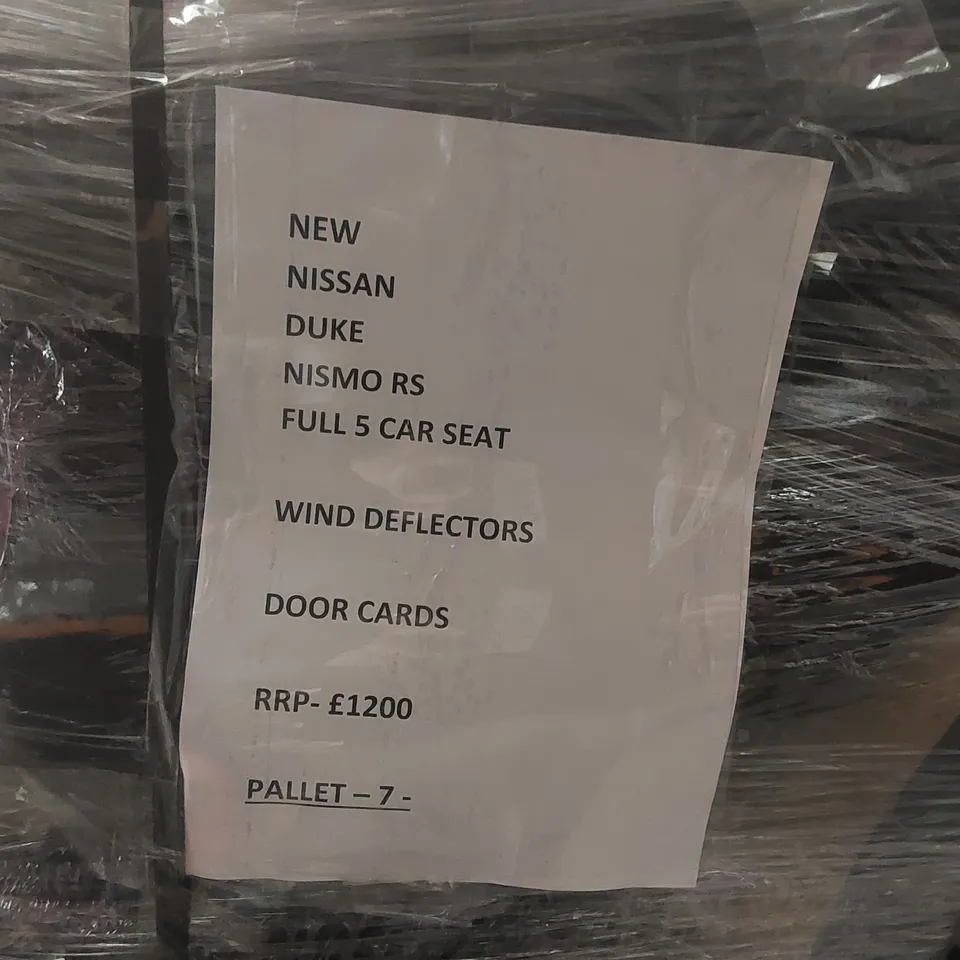 NEW
NISSAN
DUKE
NISMO RS
FULL 5 CAR SEAT
WIND DEFLECTORS
DOOR CARDS
RRP- £1200
PALLET – 7 -